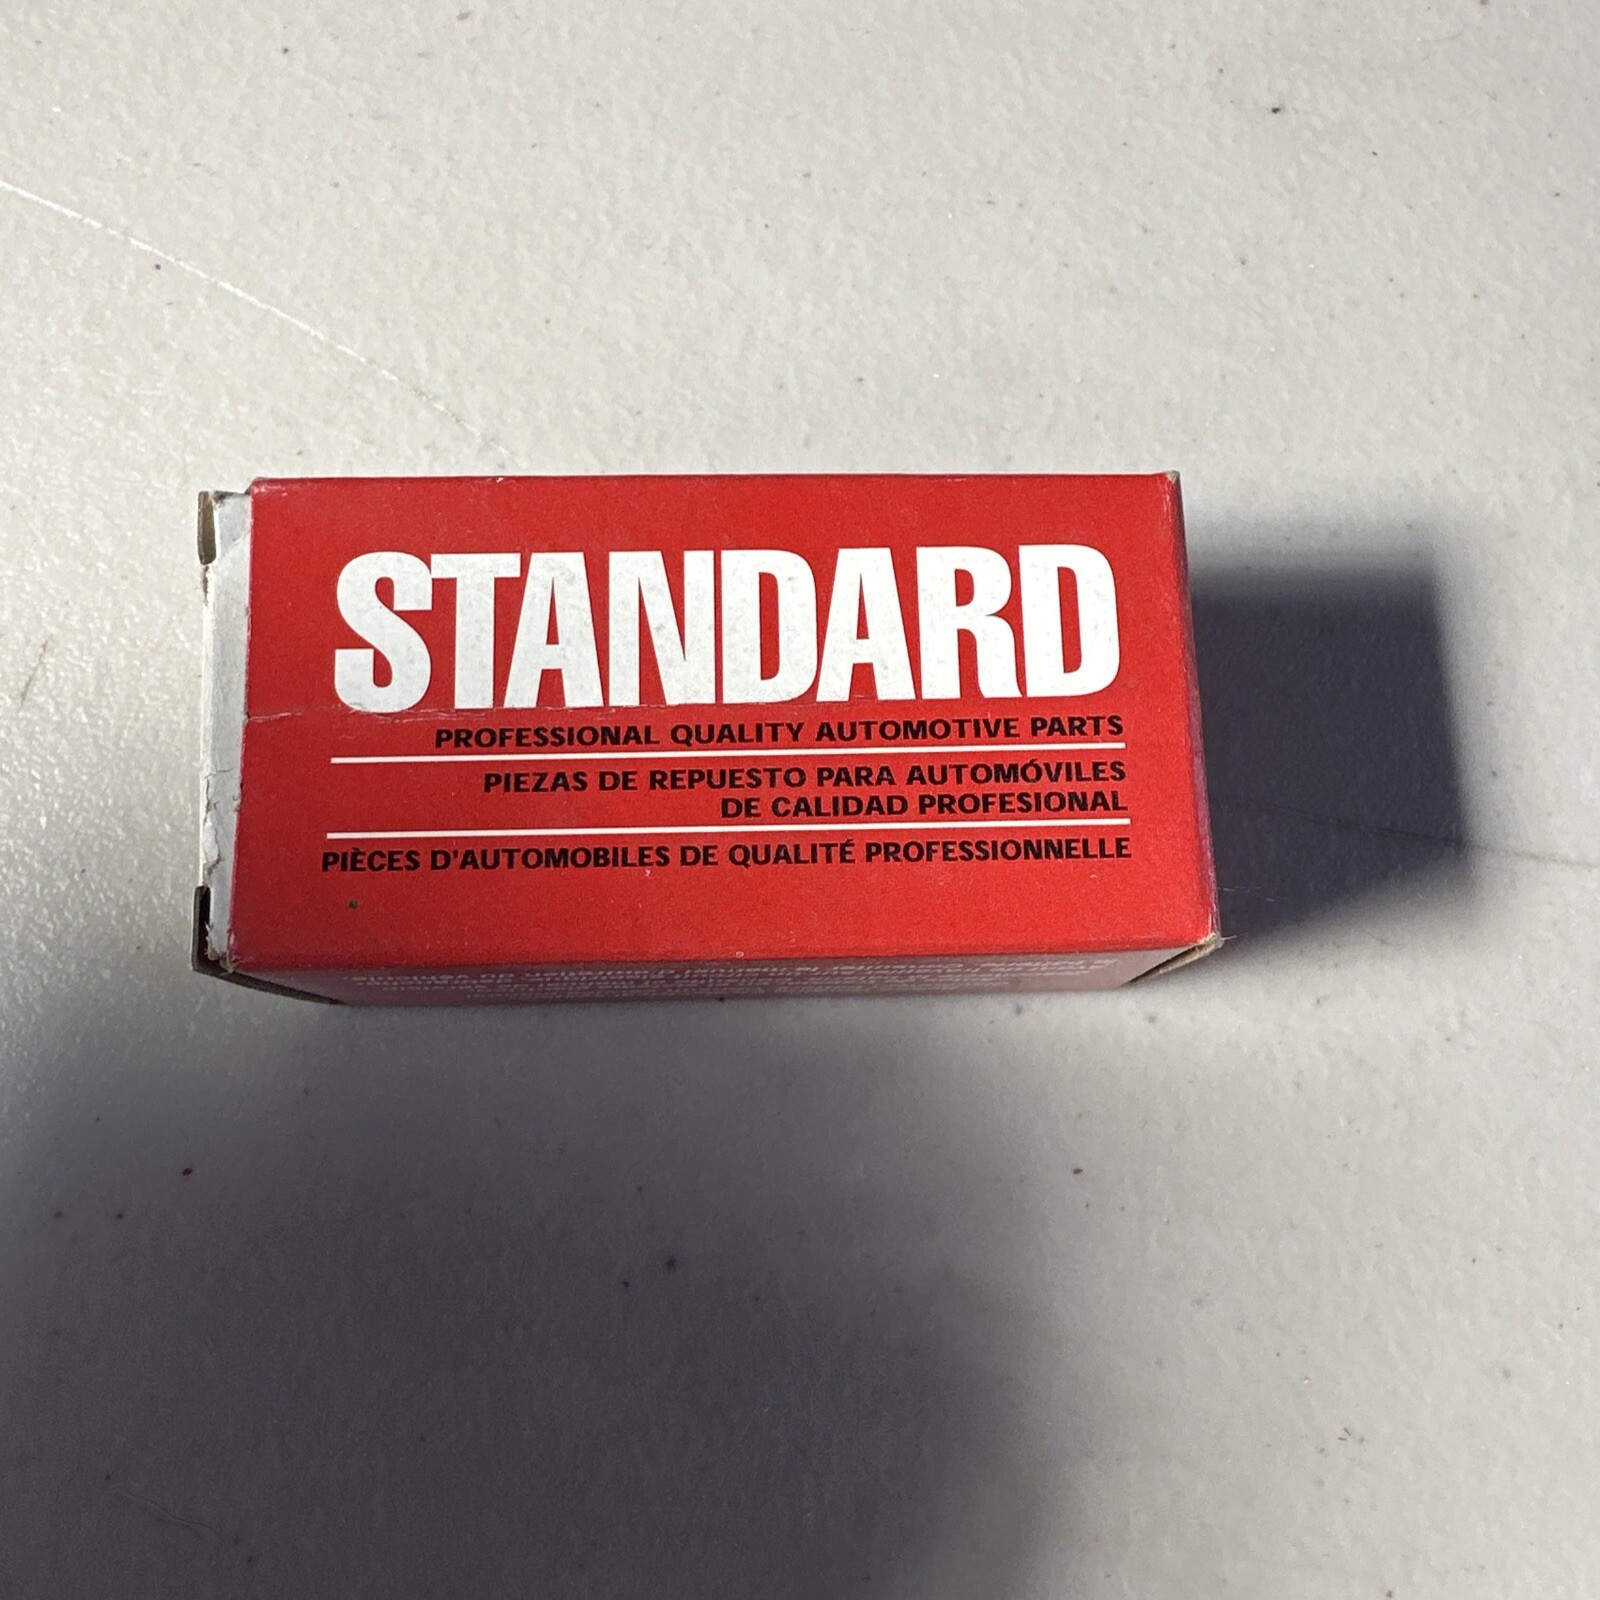 STANDARD
PROFESSIONAL QUALITY AUTOMOTIVE PARTS
PIEZAS DE REPUESTO PARA AUTOMÓVILES
DE CALIDAD PROFESIONAL
PIÈCES D'AUTOMOBILES DE QUALITÉ PROFESSIONNELLE